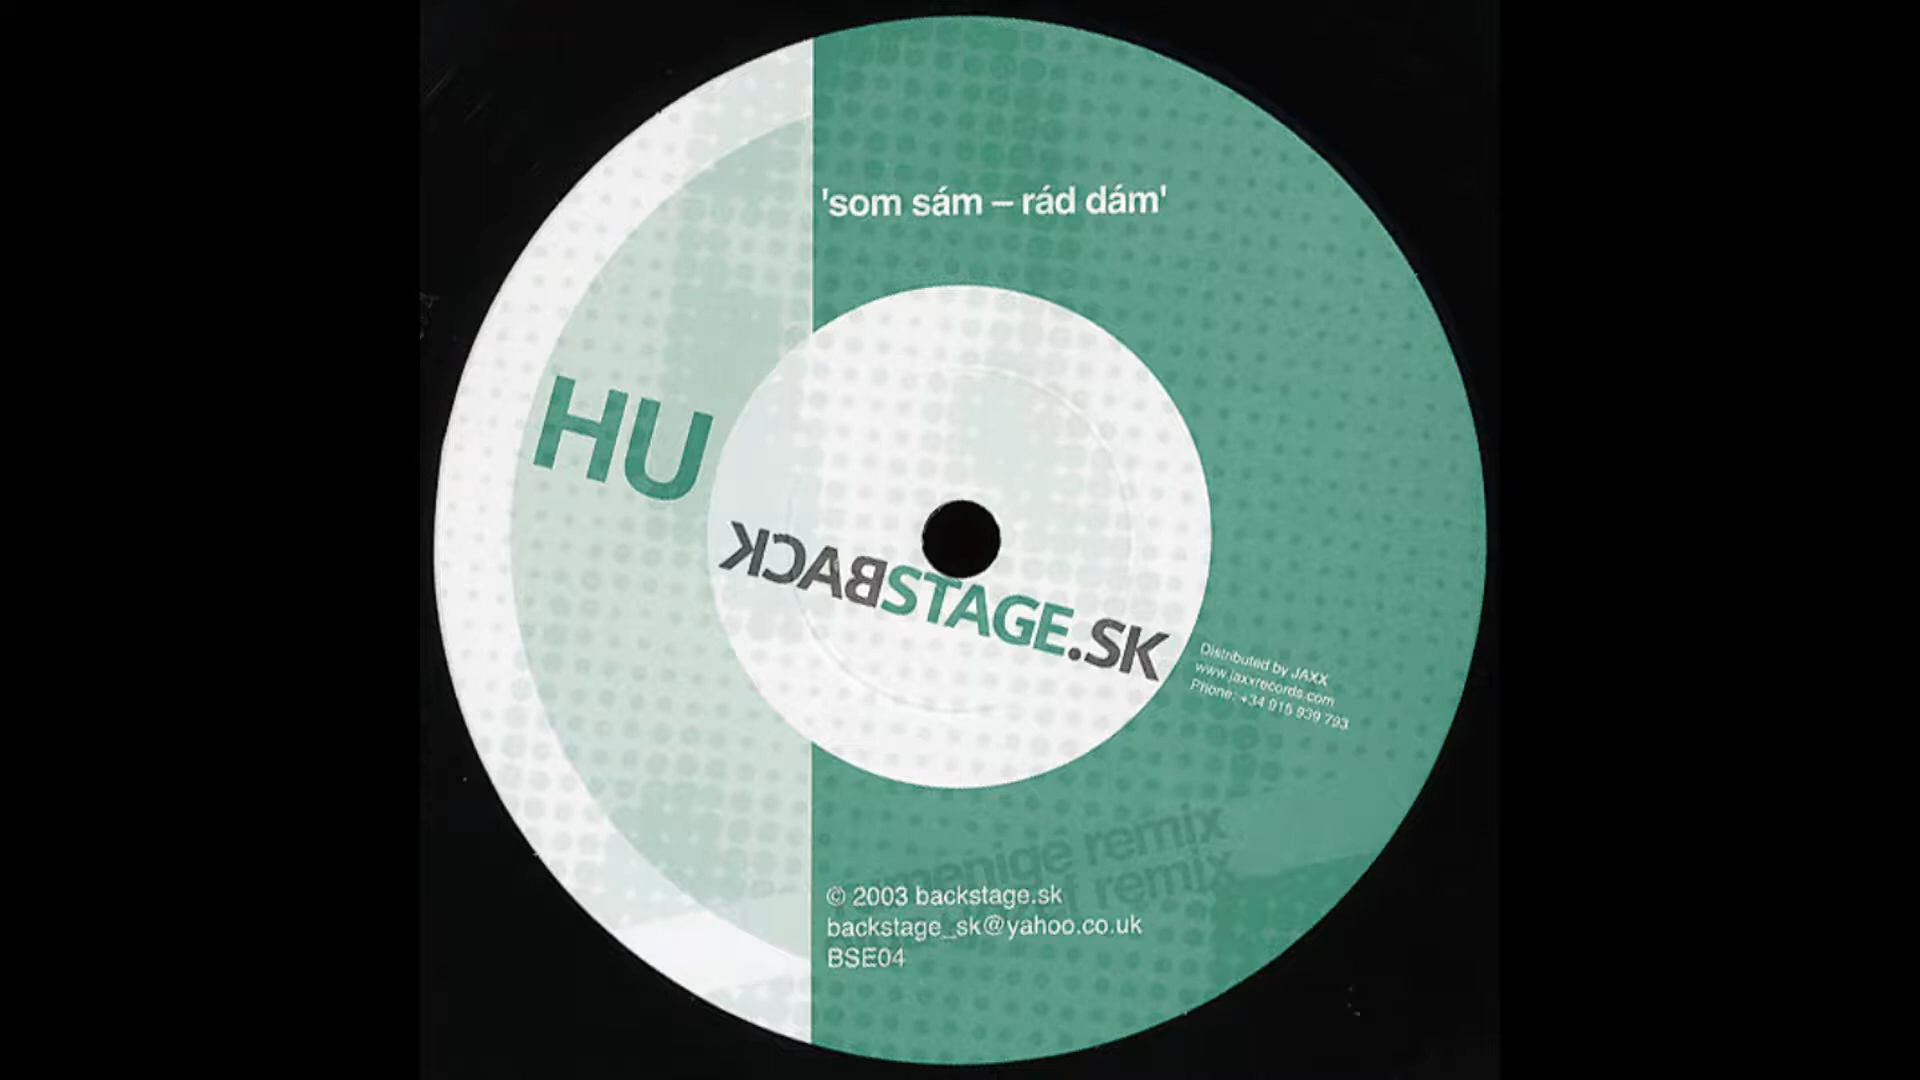 'som sám – rád dám'
HU
BACKSTAGE.SK
Distributed by JAXX
www.jaxxrecords.com
Phone: +34 915 939 793
remix
remix
© 2003 backstage.sk
backstage_sk@yahoo.co.uk
BSE04